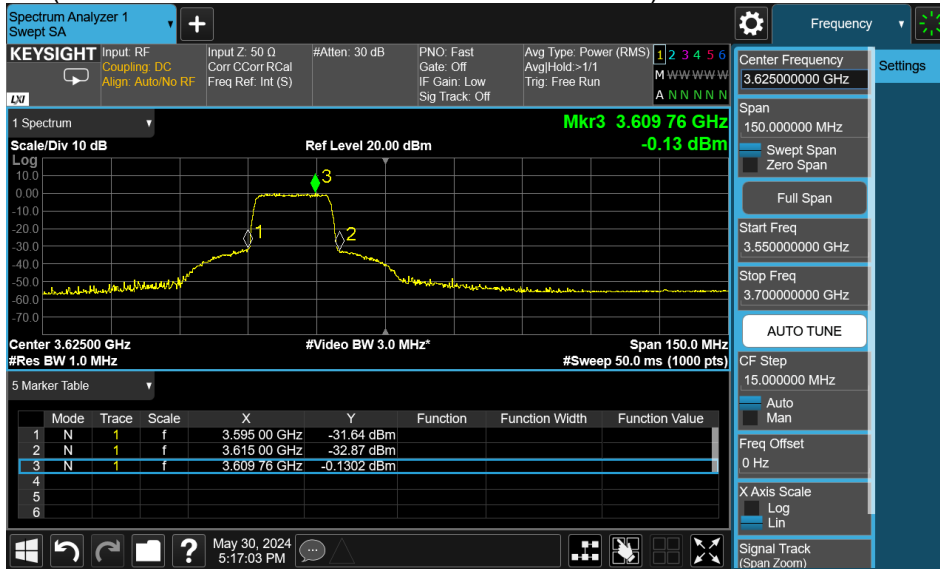 Spectrum Analyzer 1
Swept SA
+
Frequency
KEYSIGHT
LXI
Input: RF
Coupling: DC
Align: Auto/No RF
Input Z: 50 Ω
Corr CCorr RCal
Freq Ref: Int (S)
#Atten: 30 dB
PNO: Fast
Gate: Off
IF Gain: Low
Sig Track: Off
Avg Type: Power (RMS)
Avg|Hold:>1/1
Trig: Free Run
1 2 3 4 5 6
M W W W W W
A N N N N N
1 Spectrum
Mkr3 3.609 76 GHz
-0.13 dBm
Scale/Div 10 dB
Ref Level 20.00 dBm
Log
10.0
0.00
-10.0
-20.0
-30.0
-40.0
-50.0
-60.0
-70.0
3
1
2
Center 3.62500 GHz
#Video BW 3.0 MHz*
Span 150.0 MHz
#Res BW 1.0 MHz
#Sweep 50.0 ms (1000 pts)
5 Marker Table
Mode Trace Scale X Y Function Function Width Function Value
1 N 1 f 3.595 00 GHz -31.64 dBm
2 N 1 f 3.615 00 GHz -32.87 dBm
3 N 1 f 3.609 76 GHz -0.1302 dBm
4
5
6
May 30, 2024
5:17:03 PM
?
Center Frequency
3.625000000 GHz
Settings
Span
150.000000 MHz
Swept Span
Zero Span
Full Span
Start Freq
3.550000000 GHz
Stop Freq
3.700000000 GHz
AUTO TUNE
CF Step
15.000000 MHz
Auto
Man
Freq Offset
0 Hz
X Axis Scale
Log
Lin
Signal Track
(Span Zoom)